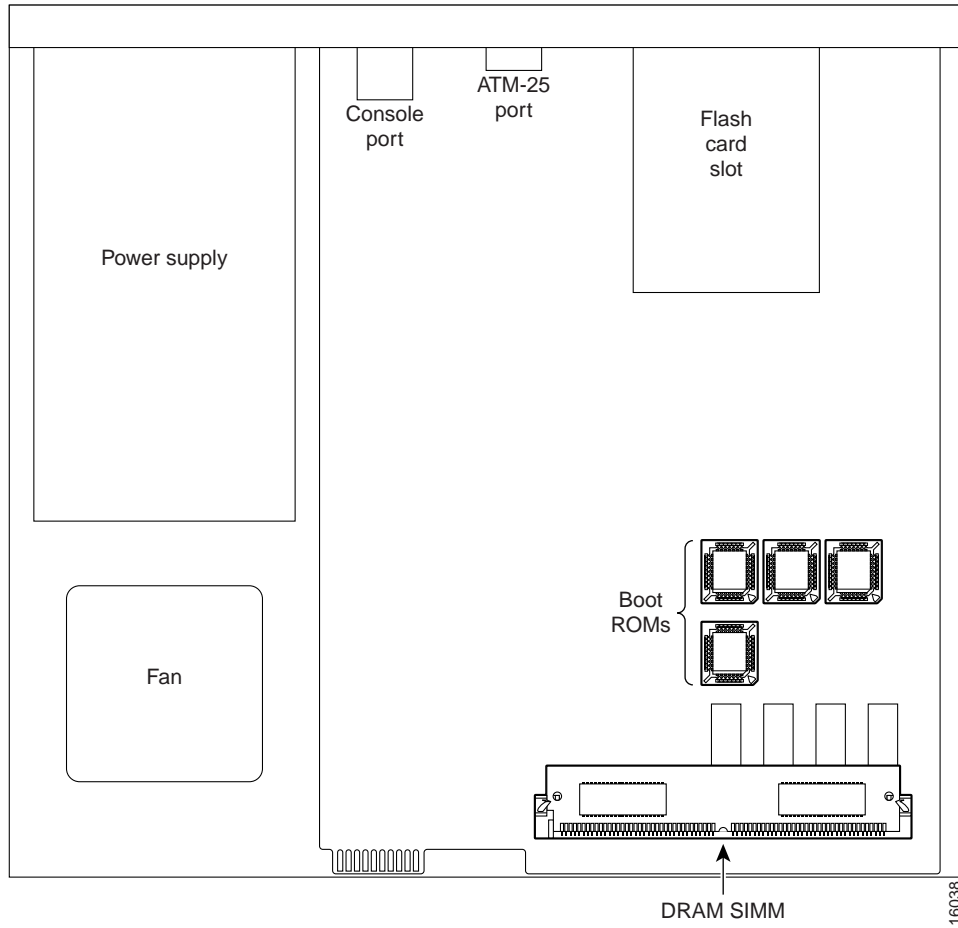 Console
port
ATM-25
port
Flash
card
slot
Power supply
Boot
ROMs
Fan
DRAM SIMM
16038